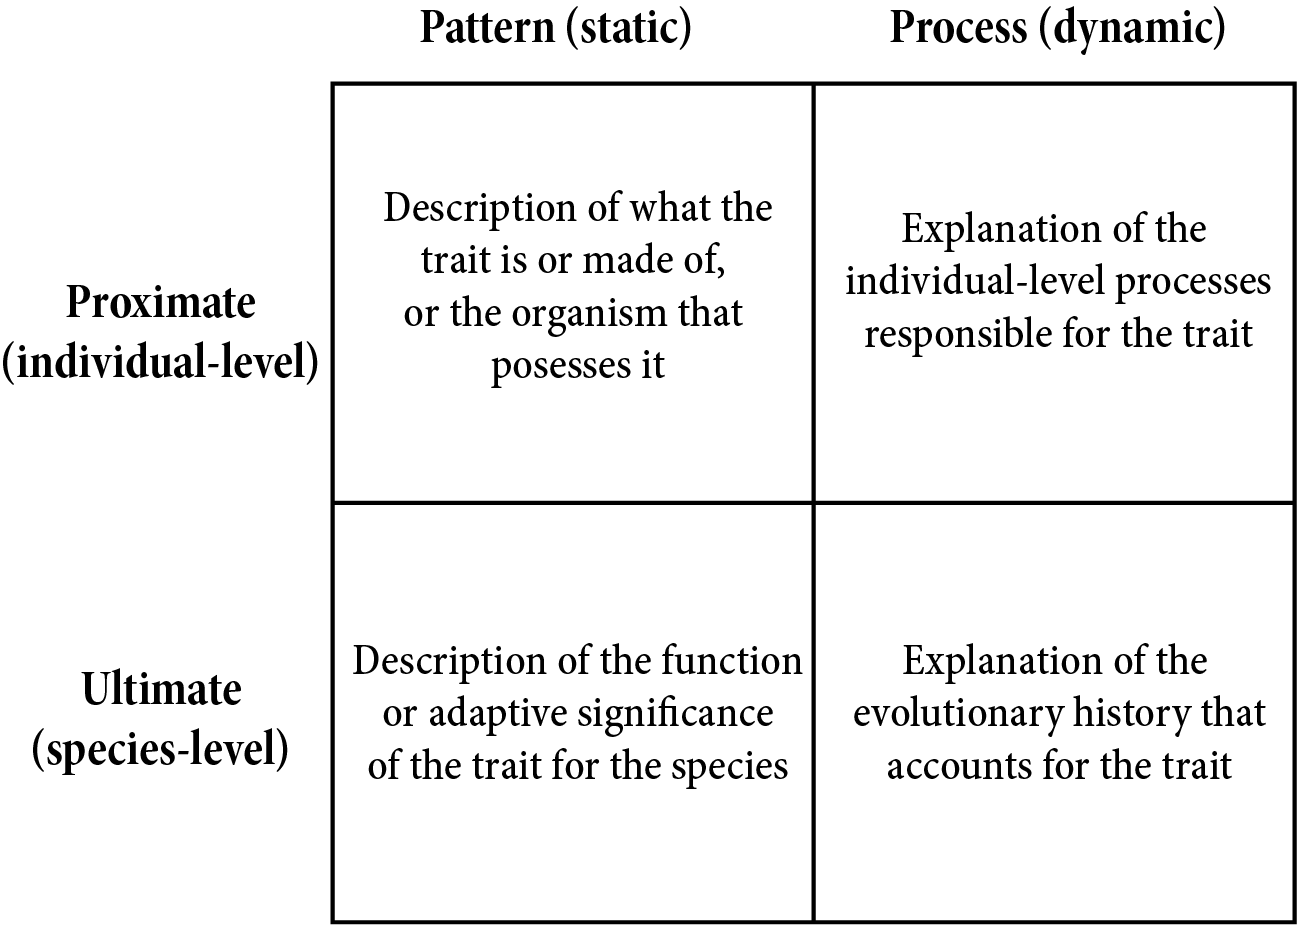 Pattern (static)
Process (dynamic)
Proximate
(individual-level)
Description of what the
trait is or made of,
or the organism that
posesses it
Explanation of the
individual-level processes
responsible for the trait
Ultimate
(species-level)
Description of the function
or adaptive significance
of the trait for the species
Explanation of the
evolutionary history that
accounts for the trait